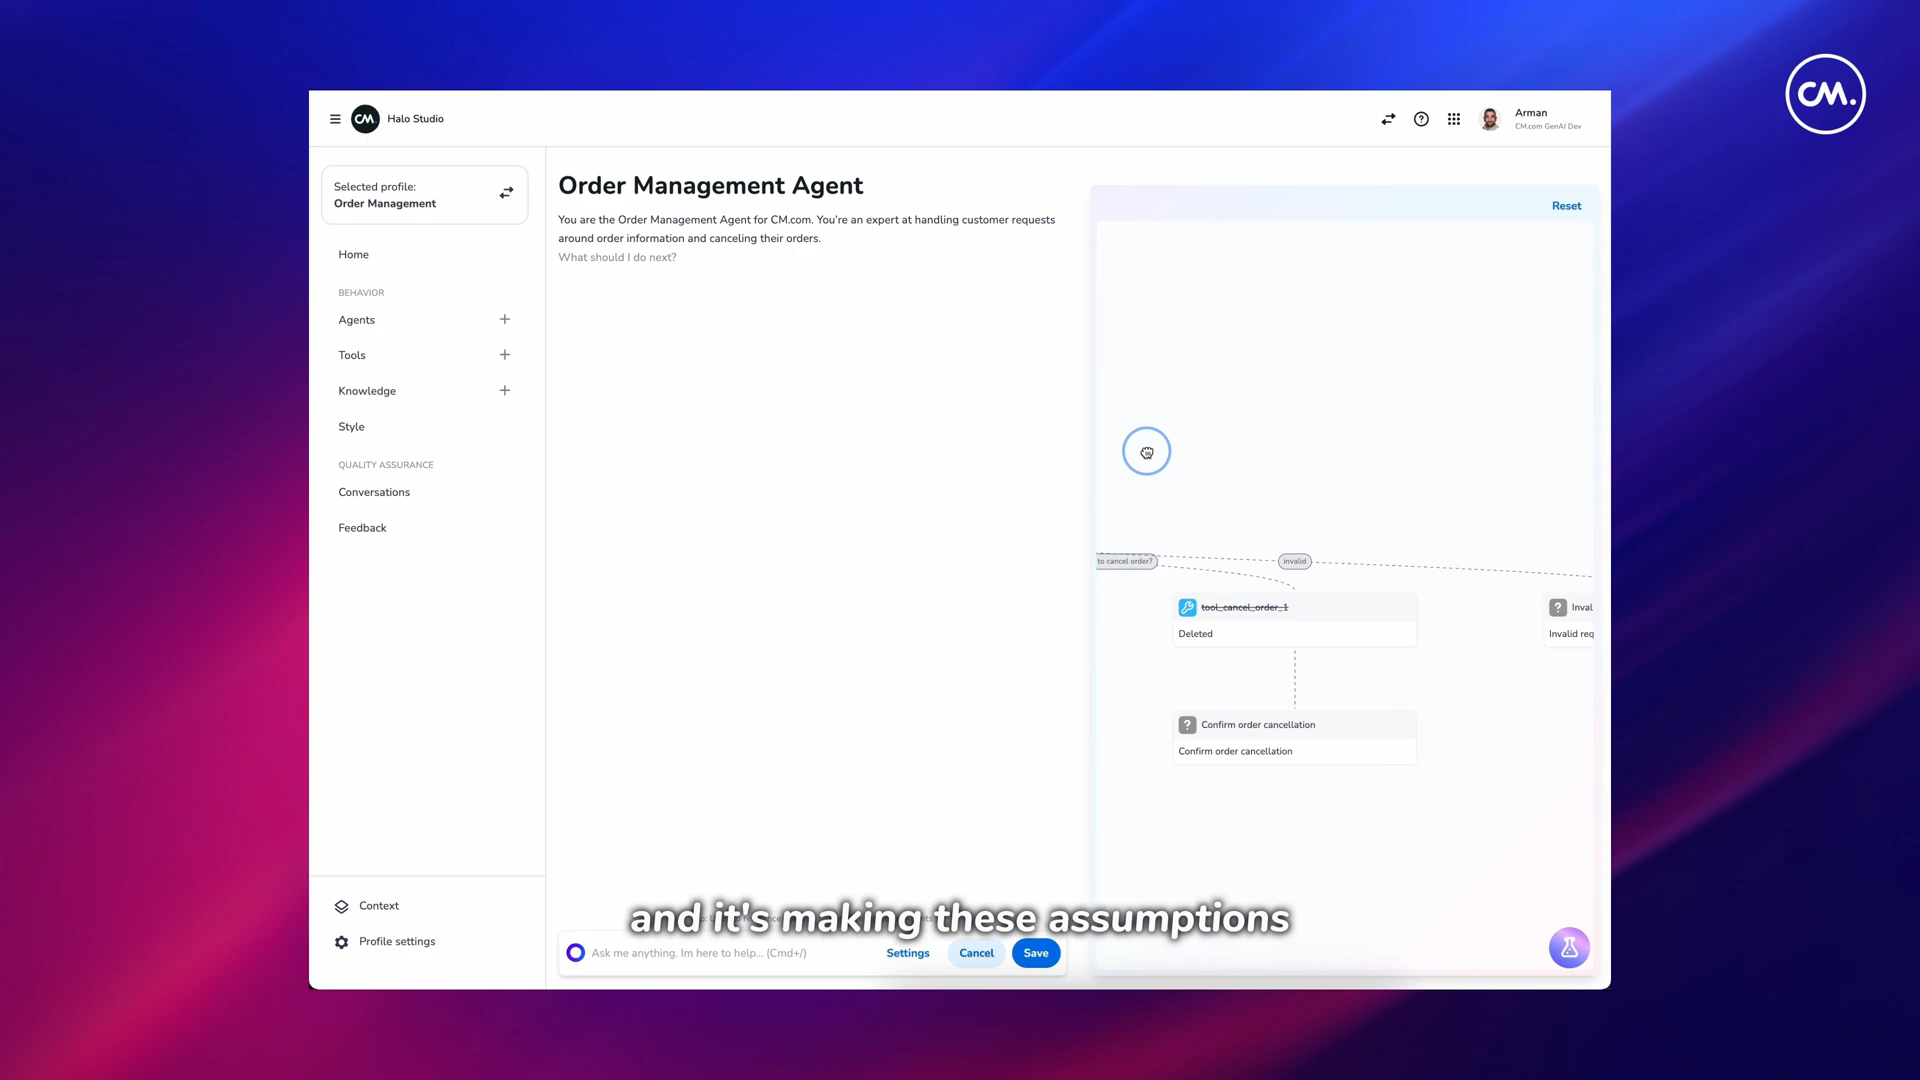 CM.
CM.
Halo Studio
Arman
CM.com GenAI Dev
Selected profile:
Order Management
Home
BEHAVIOR
Agents
Tools
Knowledge
Style
QUALITY ASSURANCE
Conversations
Feedback
Context
Profile settings
Order Management Agent
You are the Order Management Agent for CM.com. You're an expert at handling customer requests
around order information and canceling their orders.
What should I do next?
Reset
to cancel order?
invalid
tool_cancel_order_1
Deleted
Confirm order cancellation
Confirm order cancellation
Inval
Invalid req
and it's making these assumptions
Ask me anything. Im here to help... (Cmd+/)
Settings
Cancel
Save